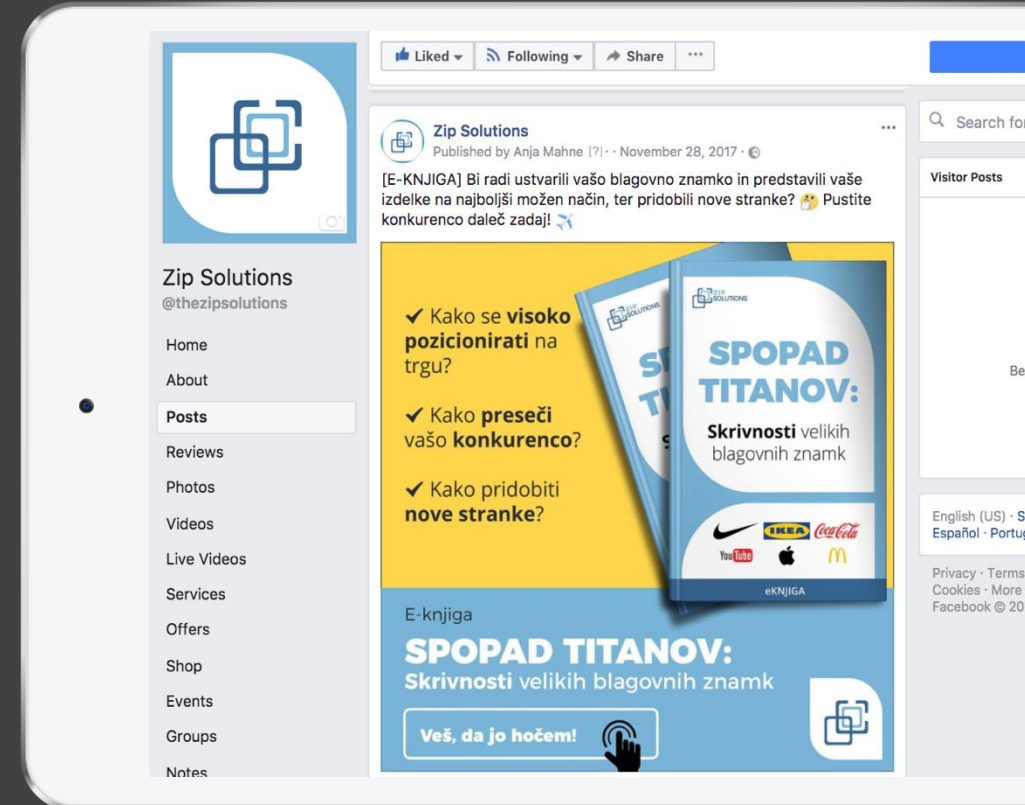 Liked
Following
Share
Zip Solutions
@thezipsolutions
Home
About
Posts
Reviews
Photos
Videos
Live Videos
Services
Offers
Shop
Events
Groups
Notes
Zip Solutions
Published by Anja Mahne [?] · November 28, 2017 ·
[E-KNJIGA] Bi radi ustvarili vašo blagovno znamko in predstavili vaše
izdelke na najboljši možen način, ter pridobili nove stranke? 🤔 Pustite
konkurenco daleč zadaj! ✈️
✔ Kako se visoko
pozicionirati na
trgu?
✔ Kako preseči
vašo konkurenco?
✔ Kako pridobiti
nove stranke?
ZIP
SOLUTIONS
SPOPAD
TITANOV:
Skrivnosti velikih
blagovnih znamk
IKEA Coca-Cola
YouTube
eKNJIGA
E-knjiga
SPOPAD TITANOV:
Skrivnosti velikih blagovnih znamk
Veš, da jo hočem!
Search for
Visitor Posts
Be
English (US) · S
Español · Portug
Privacy · Terms
Cookies · More
Facebook © 20